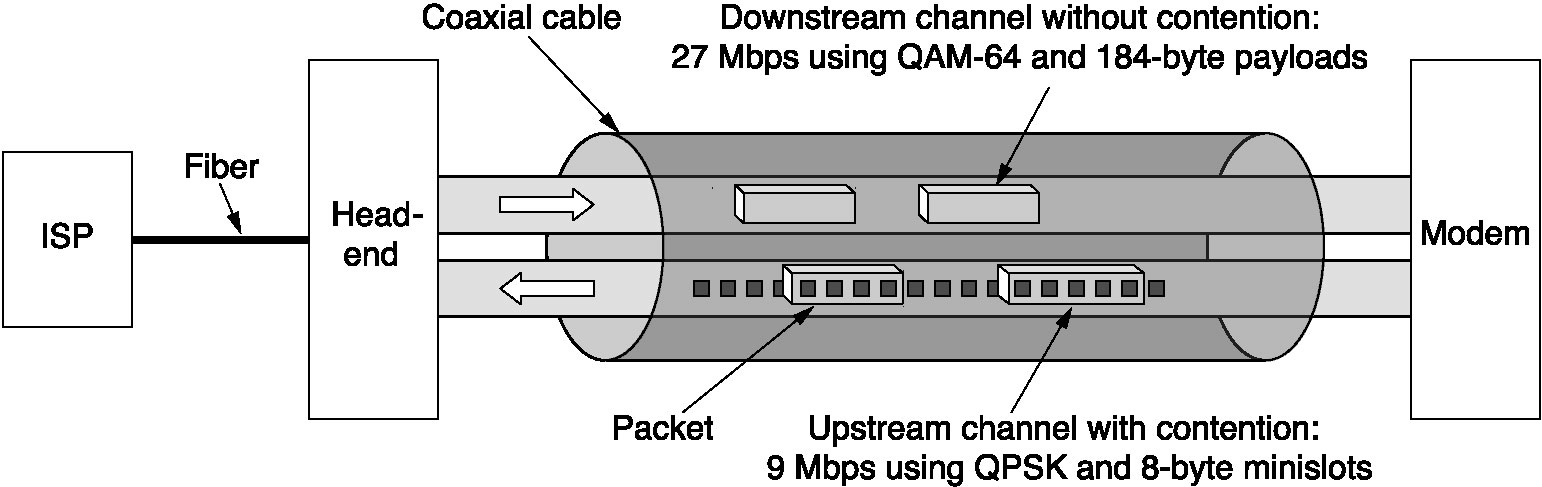 Coaxial cable
Downstream channel without contention:
27 Mbps using QAM-64 and 184-byte payloads
Fiber
ISP
Head-
end
Modem
Packet
Upstream channel with contention:
9 Mbps using QPSK and 8-byte minislots